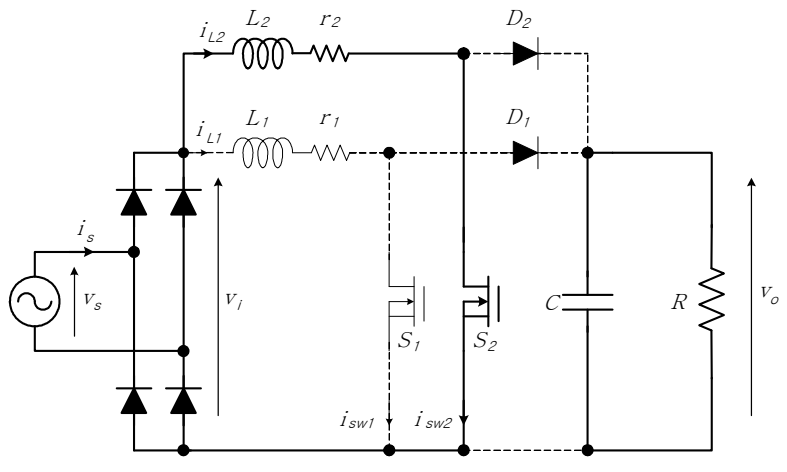 i_L2 L_2 r_2 D_2
i_L1 L_1 r_1 D_1
i_s
v_s
v_i
C
R
v_o
S_1
S_2
i_sw1
i_sw2